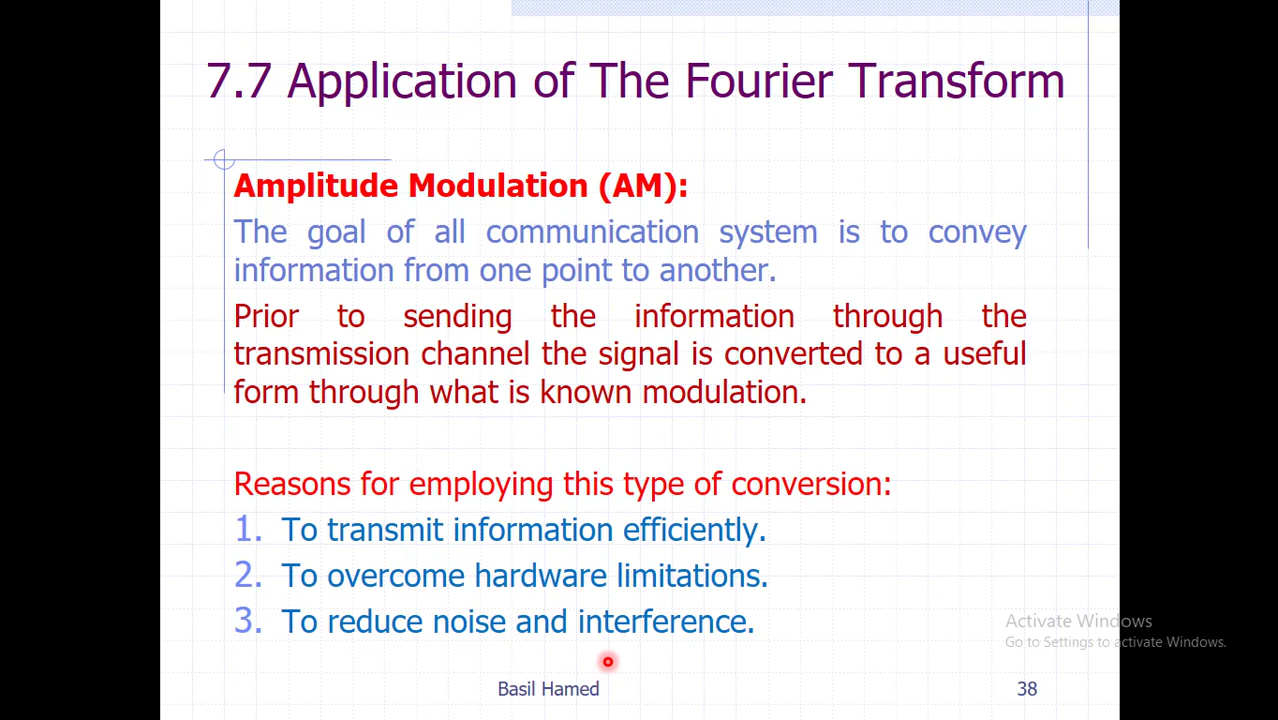 7.7 Application of The Fourier Transform
Amplitude Modulation (AM):
The goal of all communication system is to convey
information from one point to another.
Prior to sending the information through the
transmission channel the signal is converted to a useful
form through what is known modulation.
Reasons for employing this type of conversion:
1. To transmit information efficiently.
2. To overcome hardware limitations.
3. To reduce noise and interference.
Activate Windows
Go to Settings to activate Windows.
Basil Hamed
38